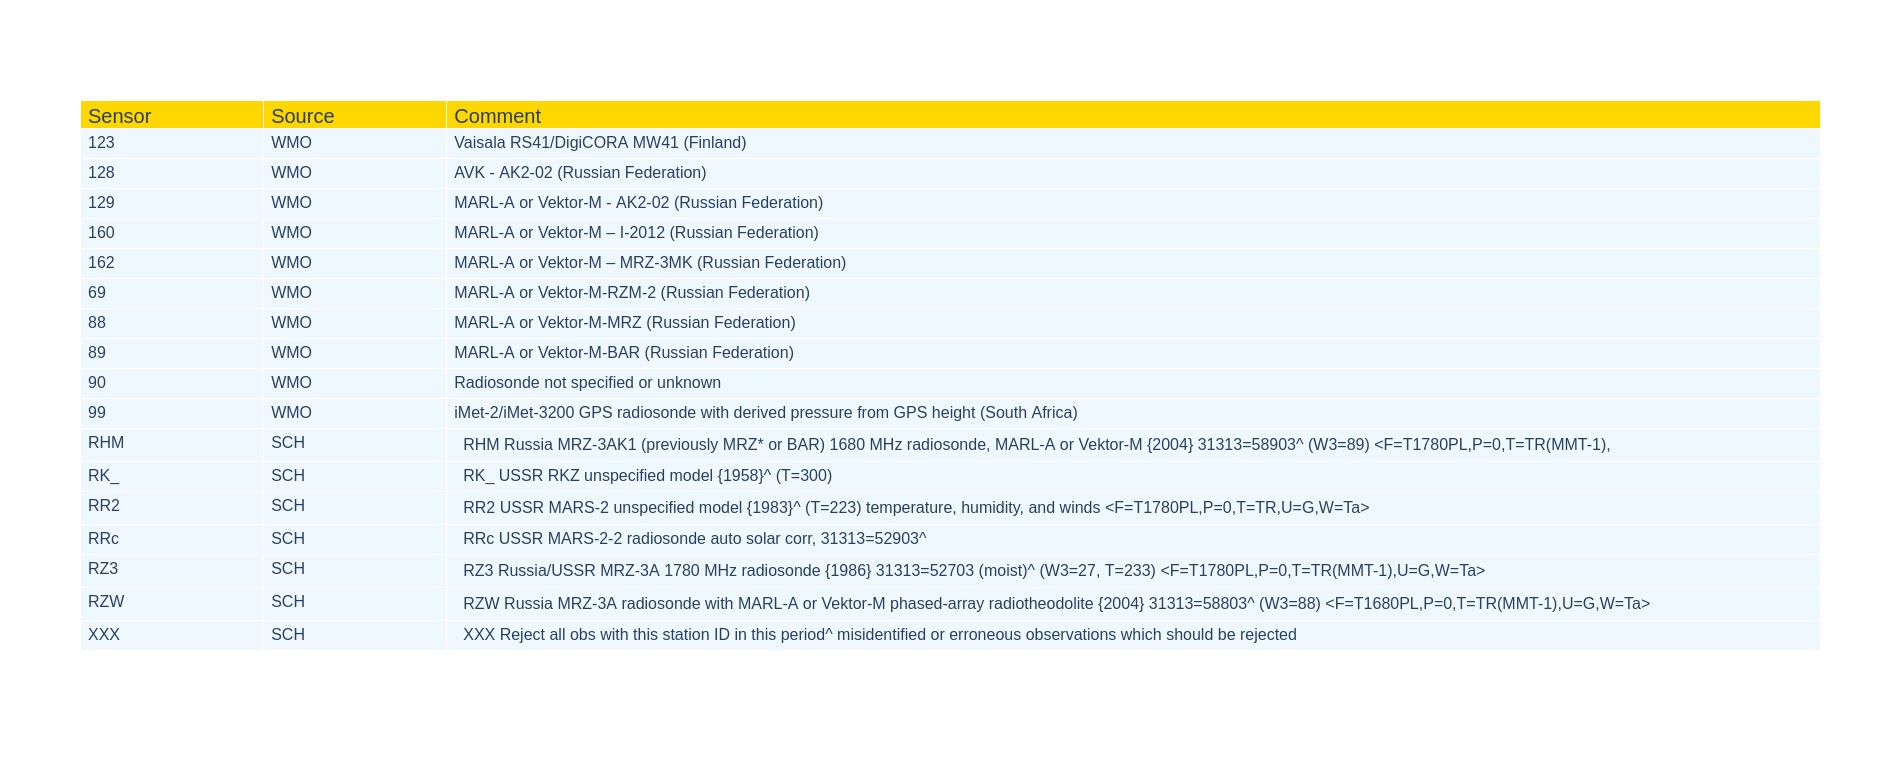 Sensor Source Comment
123 WMO Vaisala RS41/DigiCORA MW41 (Finland)
128 WMO AVK - AK2-02 (Russian Federation)
129 WMO MARL-A or Vektor-M - AK2-02 (Russian Federation)
160 WMO MARL-A or Vektor-M – I-2012 (Russian Federation)
162 WMO MARL-A or Vektor-M – MRZ-3MK (Russian Federation)
69 WMO MARL-A or Vektor-M-RZM-2 (Russian Federation)
88 WMO MARL-A or Vektor-M-MRZ (Russian Federation)
89 WMO MARL-A or Vektor-M-BAR (Russian Federation)
90 WMO Radiosonde not specified or unknown
99 WMO iMet-2/iMet-3200 GPS radiosonde with derived pressure from GPS height (South Africa)
RHM SCH RHM Russia MRZ-3AK1 (previously MRZ* or BAR) 1680 MHz radiosonde, MARL-A or Vektor-M {2004} 31313=58903^ (W3=89) <F=T1780PL,P=0,T=TR(MMT-1),
RK_ SCH RK_ USSR RKZ unspecified model {1958}^ (T=300)
RR2 SCH RR2 USSR MARS-2 unspecified model {1983}^ (T=223) temperature, humidity, and winds <F=T1780PL,P=0,T=TR,U=G,W=Ta>
RRc SCH RRc USSR MARS-2-2 radiosonde auto solar corr, 31313=52903^
RZ3 SCH RZ3 Russia/USSR MRZ-3A 1780 MHz radiosonde {1986} 31313=52703 (moist)^ (W3=27, T=233) <F=T1780PL,P=0,T=TR(MMT-1),U=G,W=Ta>
RZW SCH RZW Russia MRZ-3A radiosonde with MARL-A or Vektor-M phased-array radiotheodolite {2004} 31313=58803^ (W3=88) <F=T1680PL,P=0,T=TR(MMT-1),U=G,W=Ta>
XXX SCH XXX Reject all obs with this station ID in this period^ misidentified or erroneous observations which should be rejected